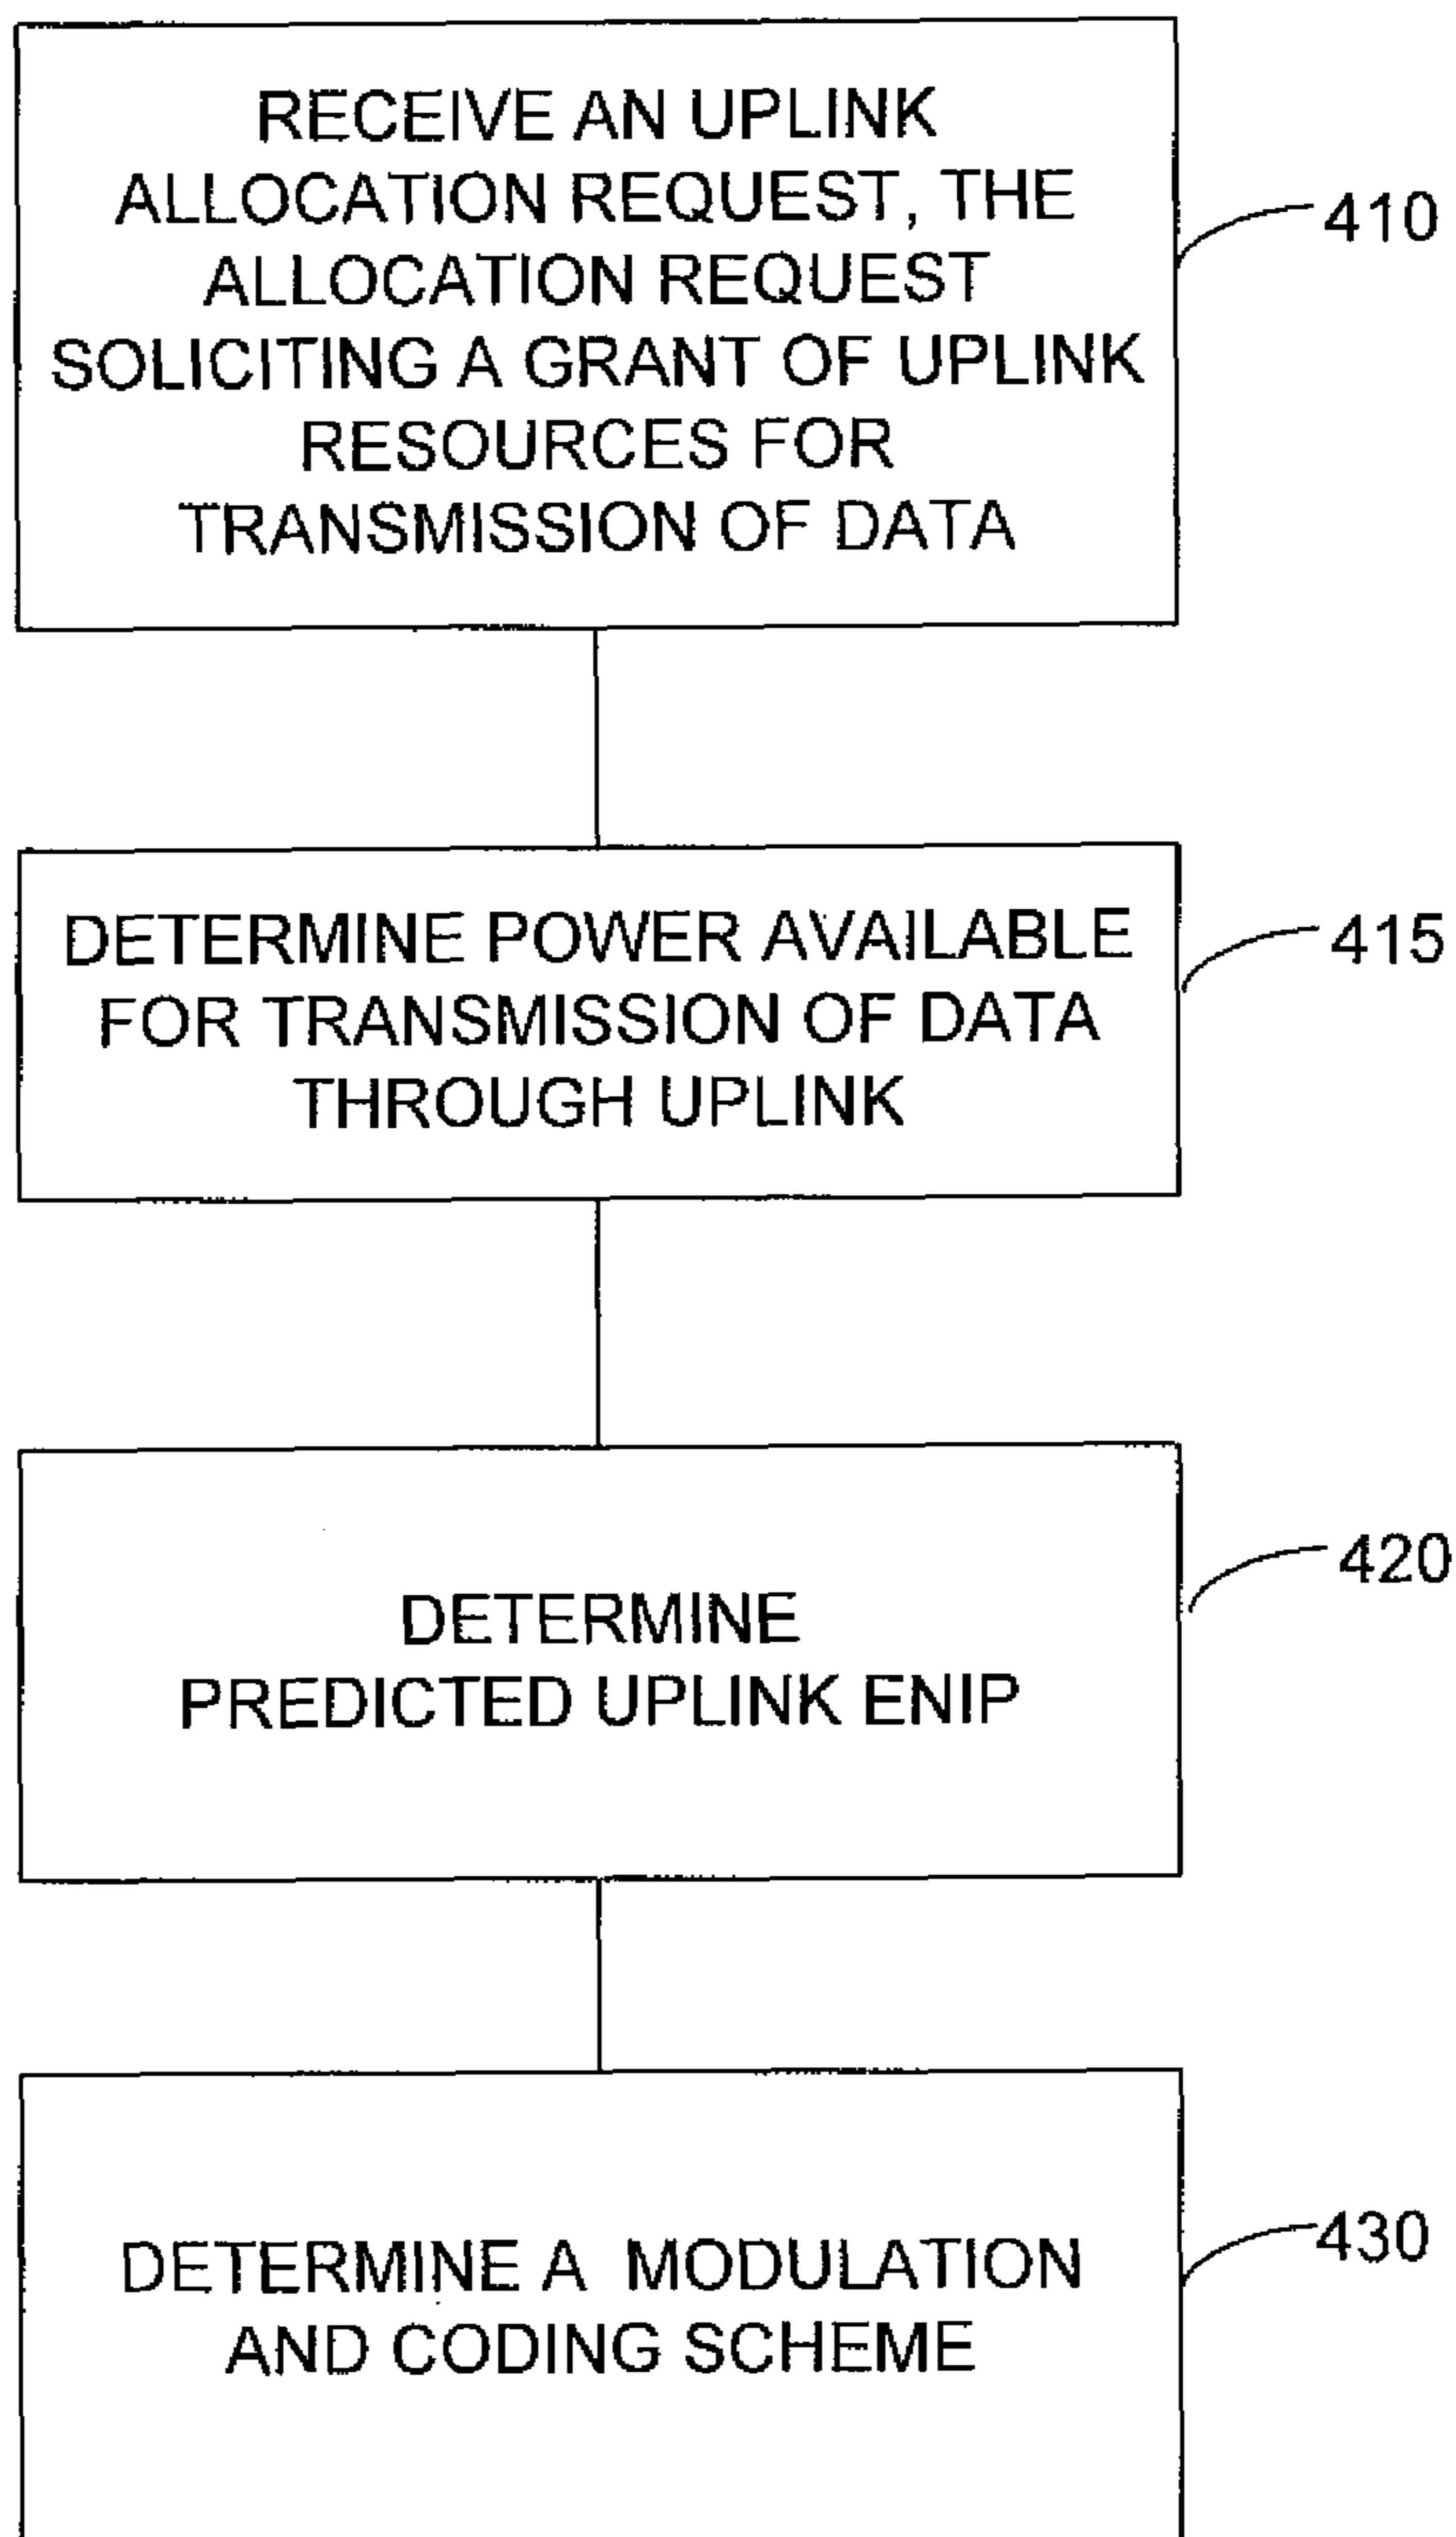 RECEIVE AN UPLINK
ALLOCATION REQUEST, THE
ALLOCATION REQUEST
SOLICITING A GRANT OF UPLINK
RESOURCES FOR
TRANSMISSION OF DATA
410
DETERMINE POWER AVAILABLE
FOR TRANSMISSION OF DATA
THROUGH UPLINK
415
DETERMINE
PREDICTED UPLINK ENIP
420
DETERMINE A MODULATION
AND CODING SCHEME
430